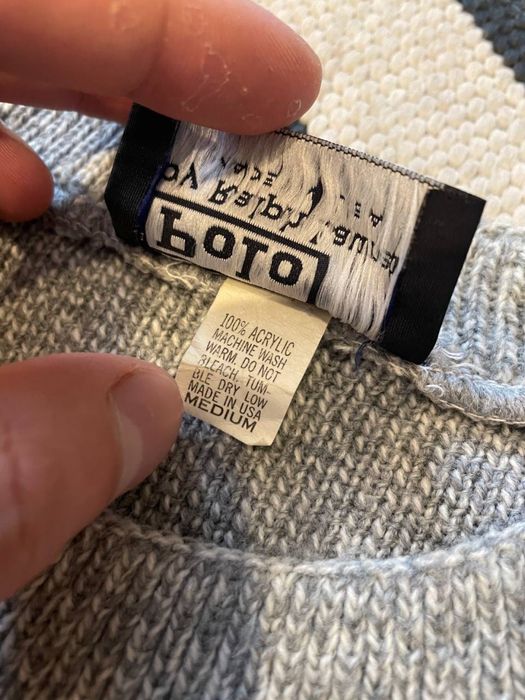 Polo
by Ralph Lauren
100% ACRYLIC
MACHINE WASH
WARM. DO NOT
BLEACH, TUM-
BLE DRY LOW
MADE IN USA
MEDIUM